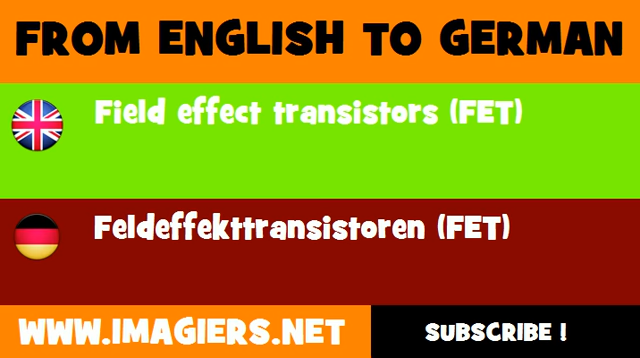 FROM ENGLISH TO GERMAN
Field effect transistors (FET)
Feldeffekttransistoren (FET)
WWW.IMAGIERS.NET
SUBSCRIBE !